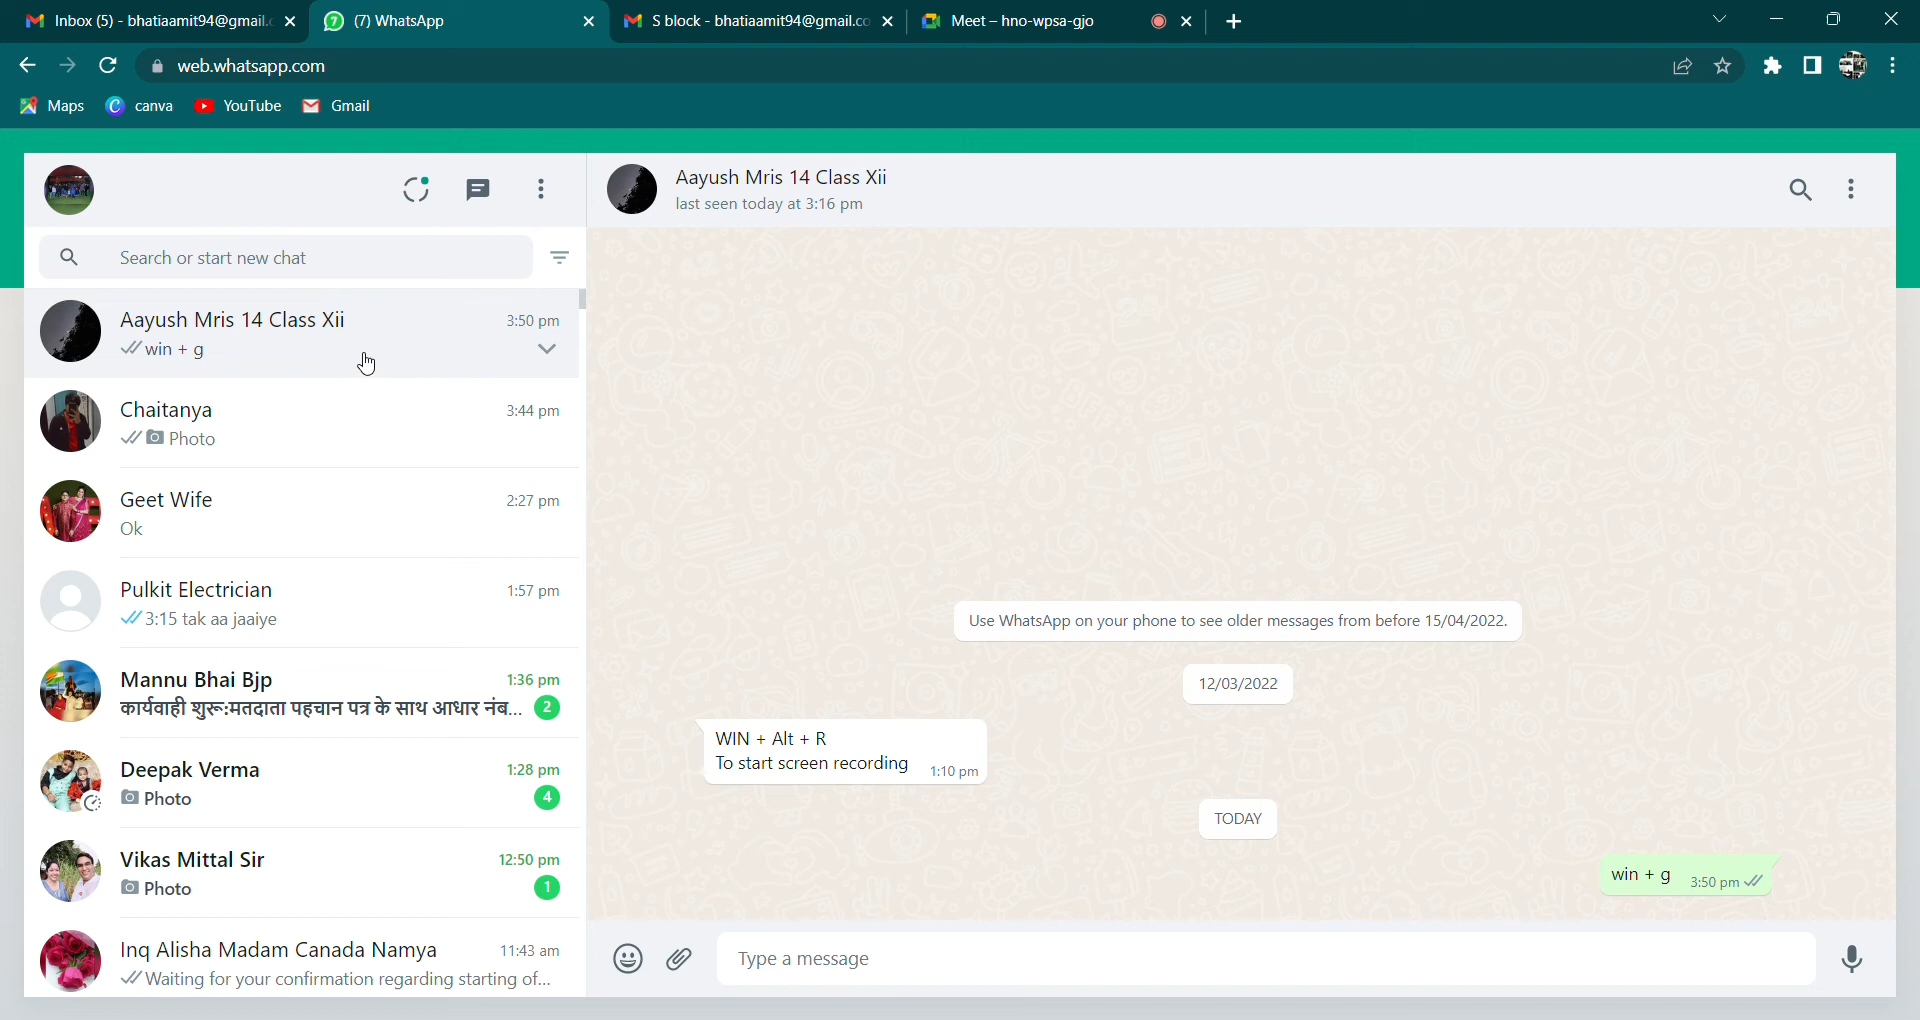 Inbox (5) - bhatiaamit94@gmail.c
(7) WhatsApp
S block - bhatiaamit94@gmail.co
Meet – hno-wpsa-gjo
web.whatsapp.com
Maps
canva
YouTube
Gmail
Search or start new chat
Aayush Mris 14 Class Xii 3:50 pm
win + g
Chaitanya 3:44 pm
Photo
Geet Wife 2:27 pm
Ok
Pulkit Electrician 1:57 pm
3:15 tak aa jaaiye
Mannu Bhai Bjp 1:36 pm
कार्यवाही शुरू:मतदाता पहचान पत्र के साथ आधार नंब... 2
Deepak Verma 1:28 pm
Photo 4
Vikas Mittal Sir 12:50 pm
Photo 1
Inq Alisha Madam Canada Namya 11:43 am
Waiting for your confirmation regarding starting of...
Aayush Mris 14 Class Xii
last seen today at 3:16 pm
Use WhatsApp on your phone to see older messages from before 15/04/2022.
12/03/2022
WIN + Alt + R
To start screen recording 1:10 pm
TODAY
win + g 3:50 pm
Type a message